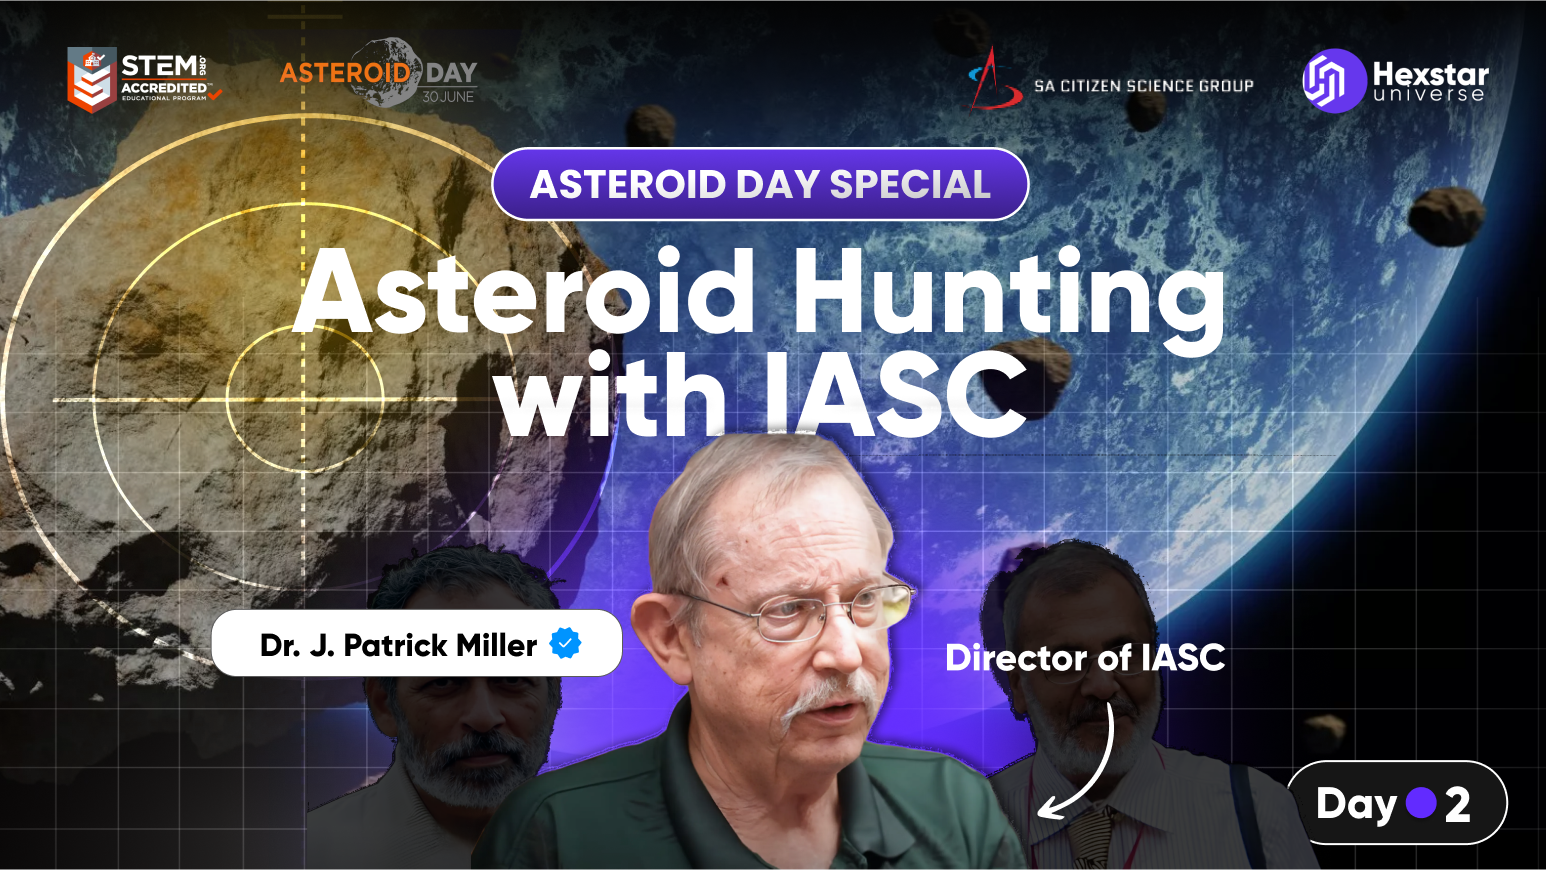 STEM.ORG
ACCREDITED™
EDUCATIONAL PROGRAM
ASTEROID DAY
30 JUNE
SA CITIZEN SCIENCE GROUP
Hexstar
universe
ASTEROID DAY SPECIAL
Asteroid Hunting
with IASC
Dr. J. Patrick Miller
Director of IASC
Day 2